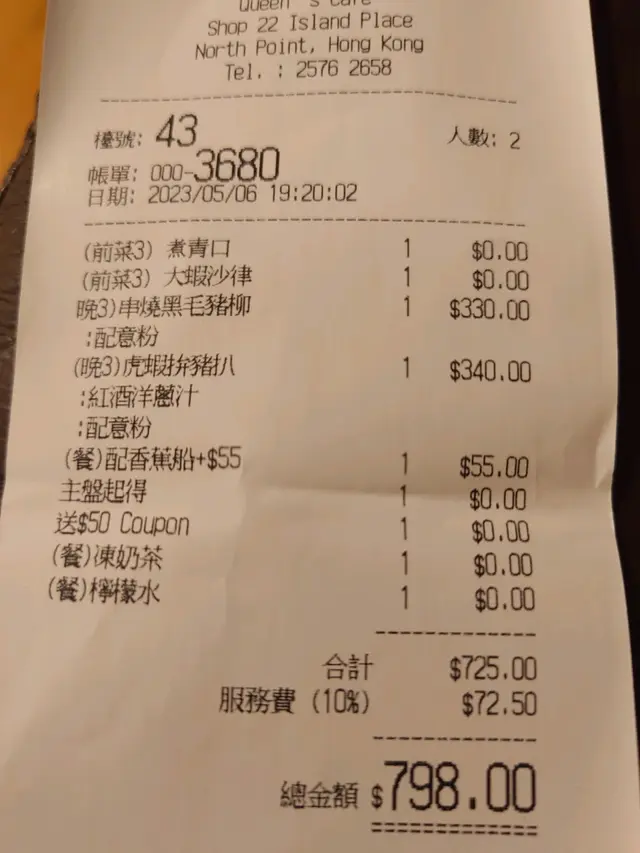 Queen's Cafe
Shop 22 Island Place
North Point, Hong Kong
Tel. : 2576 2658
檯號: 43 人數: 2
帳單: 000-3680
日期: 2023/05/06 19:20:02
(前菜3) 煮青口 1 $0.00
(前菜3) 大蝦沙律 1 $0.00
晚3)串燒黑毛豬柳 1 $330.00
:配意粉
(晚3)虎蝦拚豬扒 1 $340.00
:紅酒洋蔥汁
:配意粉
(餐)配香蕉船+$55 1 $55.00
主盤起得 1 $0.00
送$50 Coupon 1 $0.00
(餐)凍奶茶 1 $0.00
(餐)檸檬水 1 $0.00
合計 $725.00
服務費 (10%) $72.50
總金額 $798.00